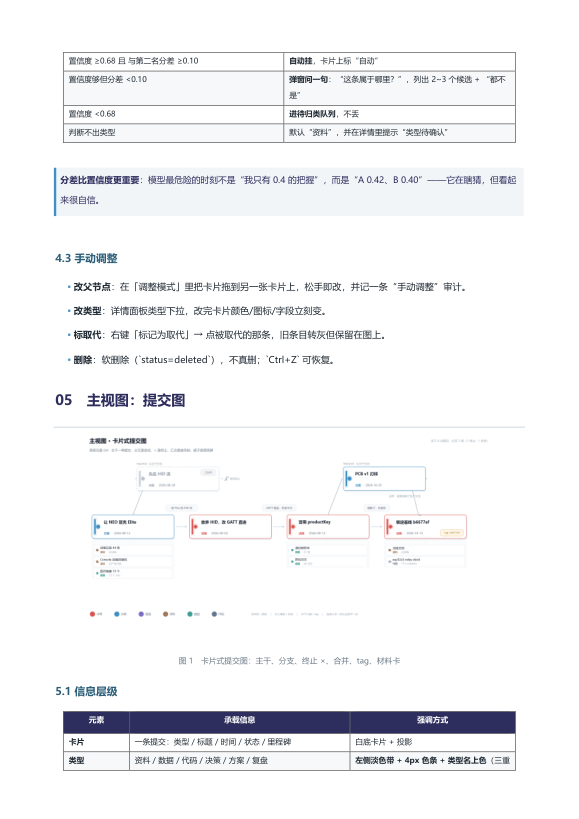 置信度 ≥0.68 且 与第二名分差 ≥0.10
自动挂，卡片上标“自动”
置信度够但分差 <0.10
弹窗问一句：“这条属于哪里？”，列出 2~3 个候选 + “都不
是”
置信度 <0.68
进待归类队列，不丢
判断不出类型
默认“资料”，并在详情里提示“类型待确认”
分差比置信度更重要：模型最危险的时刻不是“我只有 0.4 的把握”，而是“A 0.42、B 0.40”——它在瞎猜，但看起
来很自信。
4.3 手动调整
• 改父节点：在「调整模式」里把卡片拖到另一张卡片上，松手即改，并记一条“手动调整”审计。
• 改类型：详情面板类型下拉，改完卡片颜色/图标/字段立刻变。
• 标取代：右键「标记为取代」→ 点被取代的那条，旧条目转灰但保留在图上。
• 删除：软删除（`status=deleted`），不真删；`Ctrl+Z` 可恢复。
05 主视图：提交图
主视图 · 卡片式提交图
PCB v1 记录
放弃 HID，改 GATT 直连
图 1 卡片式提交图：主干、分支、终止 ×、合并、tag、材料卡
5.1 信息层级
元素 承载信息 强调方式
卡片 一条提交：类型 / 标题 / 时间 / 状态 / 里程碑 白底卡片 + 投影
类型 资料 / 数据 / 代码 / 决策 / 方案 / 复盘 左侧淡色带 + 4px 色条 + 类型名上色（三重